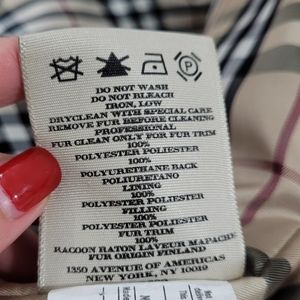 P
DO NOT WASH
DO NOT BLEACH
IRON, LOW
DRYCLEAN WITH SPECIAL CARE
REMOVE FUR BEFORE CLEANING
PROFESSIONAL
FUR CLEAN ONLY FOR FUR TRIM
100%
POLYESTER POLIESTER
100%
POLYURETHANE BACK
POLIURETANO
LINING
100%
POLYESTER POLIESTER
FILLING
100%
POLYESTER POLIESTER
FUR TRIM
RACOON RATON LAVEUR MAPACHE
FUR ORIGIN FINLAND
1350 AVENUE OF AMERICAS
NEW YORK, NY 10019